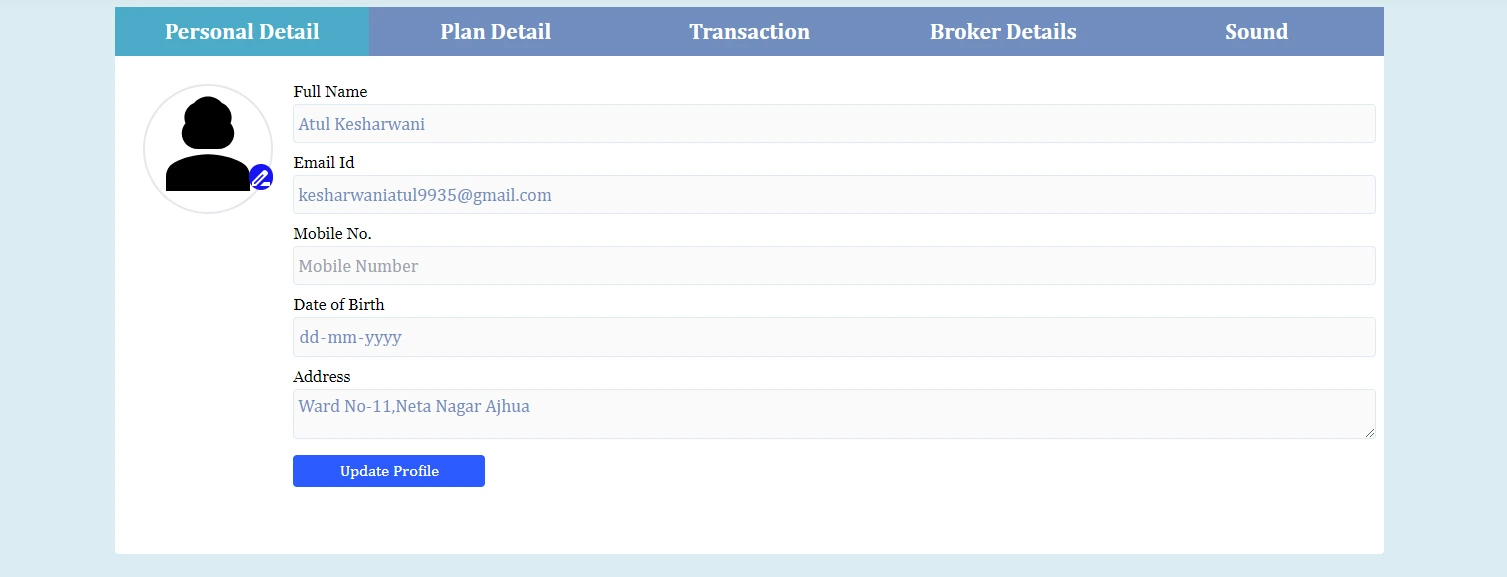 Personal Detail Plan Detail Transaction Broker Details Sound
Full Name
Atul Kesharwani
Email Id
kesharwaniatul9935@gmail.com
Mobile No.
Mobile Number
Date of Birth
dd-mm-yyyy
Address
Ward No-11,Neta Nagar Ajhua
Update Profile